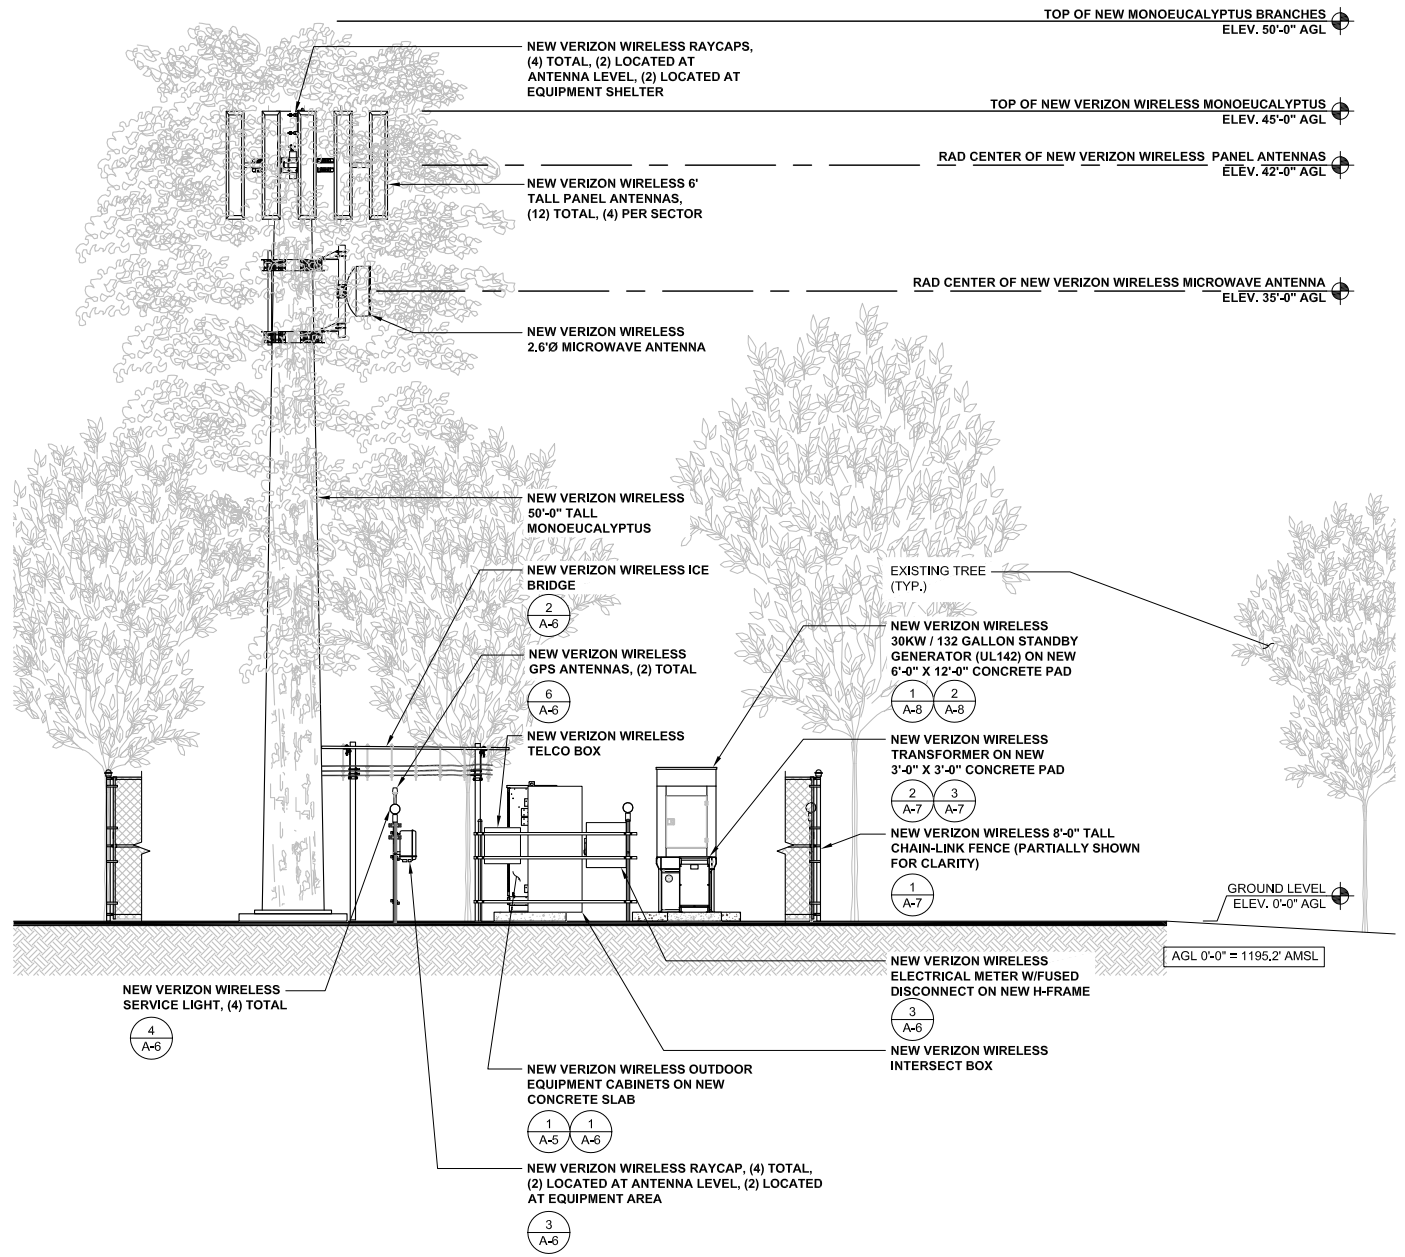 TOP OF NEW MONOEUCALYPTUS BRANCHES
ELEV. 50'-0" AGL
NEW VERIZON WIRELESS RAYCAPS,
(4) TOTAL, (2) LOCATED AT
ANTENNA LEVEL, (2) LOCATED AT
EQUIPMENT SHELTER
TOP OF NEW VERIZON WIRELESS MONOEUCALYPTUS
ELEV. 45'-0" AGL
RAD CENTER OF NEW VERIZON WIRELESS PANEL ANTENNAS
ELEV. 42'-0" AGL
NEW VERIZON WIRELESS 6'
TALL PANEL ANTENNAS,
(12) TOTAL, (4) PER SECTOR
RAD CENTER OF NEW VERIZON WIRELESS MICROWAVE ANTENNA
ELEV. 35'-0" AGL
NEW VERIZON WIRELESS
2.6'Ø MICROWAVE ANTENNA
NEW VERIZON WIRELESS
50'-0" TALL
MONOEUCALYPTUS
NEW VERIZON WIRELESS ICE
BRIDGE
2
A-6
EXISTING TREE
(TYP.)
NEW VERIZON WIRELESS
30KW / 132 GALLON STANDBY
GENERATOR (UL142) ON NEW
6'-0" X 12'-0" CONCRETE PAD
1 2
A-8 A-8
NEW VERIZON WIRELESS
GPS ANTENNAS, (2) TOTAL
6
A-6
NEW VERIZON WIRELESS
TELCO BOX
NEW VERIZON WIRELESS
TRANSFORMER ON NEW
3'-0" X 3'-0" CONCRETE PAD
2 3
A-7 A-7
NEW VERIZON WIRELESS 8'-0" TALL
CHAIN-LINK FENCE (PARTIALLY SHOWN
FOR CLARITY)
1
A-7
GROUND LEVEL
ELEV. 0'-0" AGL
AGL 0'-0" = 1195.2' AMSL
NEW VERIZON WIRELESS
ELECTRICAL METER W/FUSED
DISCONNECT ON NEW H-FRAME
3
A-6
NEW VERIZON WIRELESS
SERVICE LIGHT, (4) TOTAL
4
A-6
NEW VERIZON WIRELESS
INTERSECT BOX
NEW VERIZON WIRELESS OUTDOOR
EQUIPMENT CABINETS ON NEW
CONCRETE SLAB
1 1
A-5 A-6
NEW VERIZON WIRELESS RAYCAP, (4) TOTAL,
(2) LOCATED AT ANTENNA LEVEL, (2) LOCATED
AT EQUIPMENT AREA
3
A-6